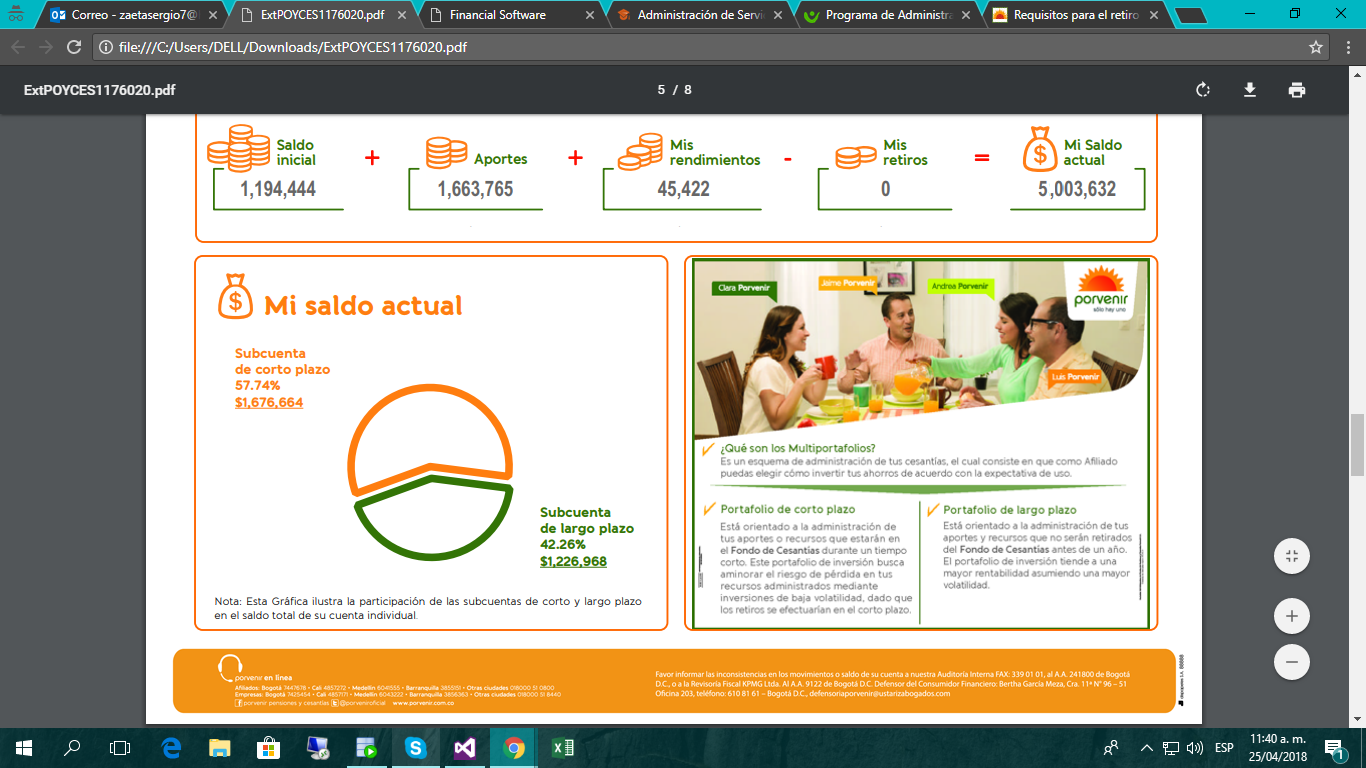 Correo - zaetasergio7@
ExtPOYCES1176020.pdf
Financial Software
Administración de Servi
Programa de Administra
Requisitos para el retiro
file:///C:/Users/DELL/Downloads/ExtPOYCES1176020.pdf
ExtPOYCES1176020.pdf
5 / 8
Saldo
inicial
+
Aportes
+
Mis
rendimientos
-
Mis
retiros
=
Mi Saldo
actual
1,194,444
1,663,765
45,422
0
5,003,632
Mi saldo actual
Subcuenta
de corto plazo
57.74%
$1,676,664
Subcuenta
de largo plazo
42.26%
$1,226,968
Nota: Esta Gráfica ilustra la participación de las subcuentas de corto y largo plazo
en el saldo total de su cuenta individual.
Clara Porvenir
Jaime Porvenir
Andrea Porvenir
Luis Porvenir
porvenir
sólo hay uno
¿Qué son los Multiportafolios?
Es un esquema de administración de tus cesantías, el cual consiste en que como Afiliado
puedas elegir cómo invertir tus ahorros de acuerdo con la expectativa de uso.
Portafolio de corto plazo
Está orientado a la administración de
tus aportes o recursos que estarán en
el Fondo de Cesantías durante un tiempo
corto. Este portafolio de inversión busca
aminorar el riesgo de pérdida en tus
recursos administrados mediante
inversiones de baja volatilidad, dado que
los retiros se efectuarían en el corto plazo.
Portafolio de largo plazo
Está orientado a la administración de tus
aportes y recursos que no serán retirados
del Fondo de Cesantías antes de un año.
El portafolio de inversión tiende a una
mayor rentabilidad asumiendo una mayor
volatilidad.
porvenir en línea
Afiliados: Bogotá 7447678 • Cali 4857272 • Medellín 6041555 • Barranquilla 3855151 • Otras ciudades 018000 51 0800
Empresas: Bogotá 7425454 • Cali 4857171 • Medellín 6043222 • Barranquilla 3856363 • Otras ciudades 018000 51 8440
porvenir pensiones y cesantías @porveniroficial www.porvenir.com.co
Favor informar las inconsistencias en los movimientos o saldo de su cuenta a nuestra Auditoría Interna FAX: 339 01 01, al A.A. 241800 de Bogotá
D.C., o a la Revisoría Fiscal KPMG Ltda. Al A.A. 9122 de Bogotá D.C. Defensor del Consumidor Financiero: Bertha García Meza, Cra. 11ª N° 96 – 51
Oficina 203, teléfono: 610 81 61 – Bogotá D.C., defensoriaporvenir@ustarizabogados.com
ESP
11:40 a. m.
25/04/2018
1